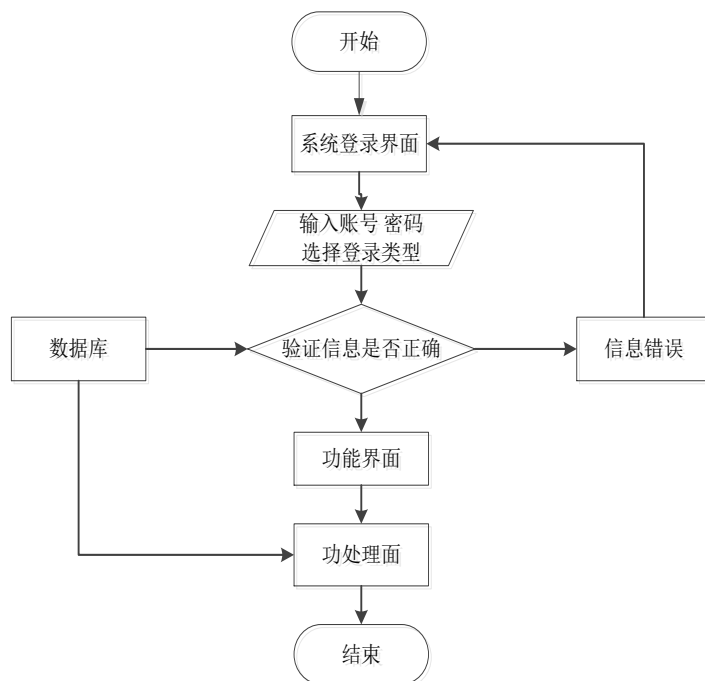 开始
系统登录界面
输入账号 密码
选择登录类型
数据库
验证信息是否正确
信息错误
功能界面
功处理面
结束